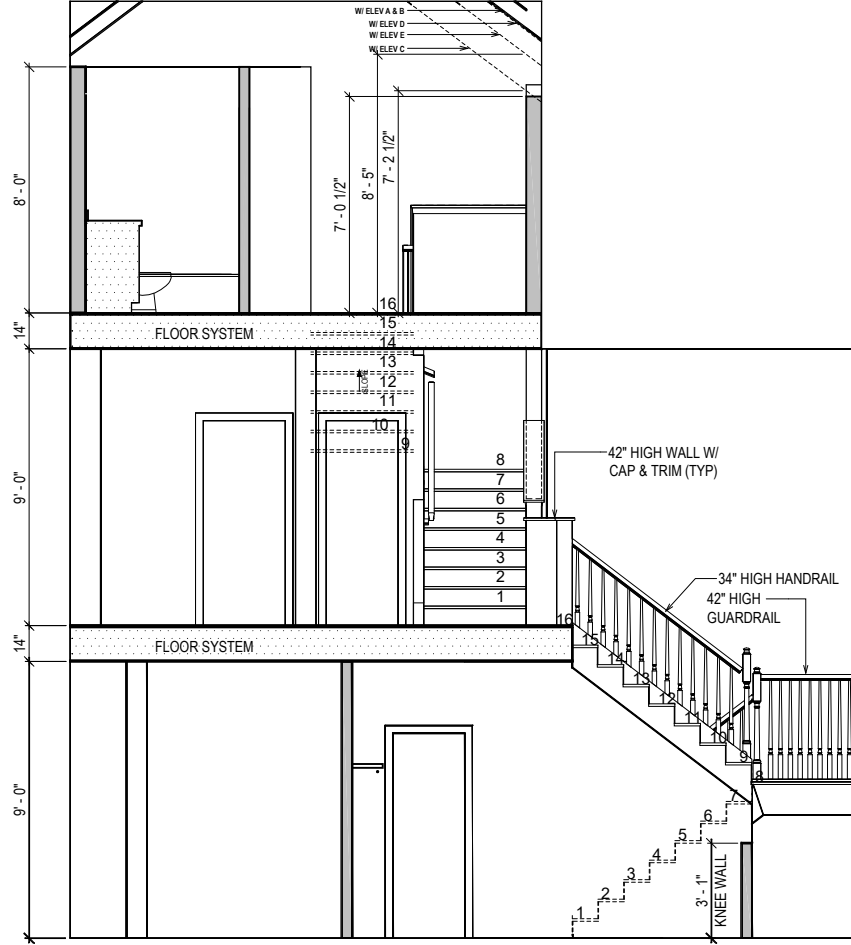 W/ ELEV A & B
W/ ELEV D
W/ ELEV E
W/ ELEV C
8' - 0"
7' - 0 1/2"
8' - 5"
7' - 2 1/2"
16
15
14"
FLOOR SYSTEM
14
13
12
SLOPE
11
10
9
8
7
6
5
4
3
2
1
9' - 0"
42" HIGH WALL W/
CAP & TRIM (TYP)
34" HIGH HANDRAIL
42" HIGH
GUARDRAIL
14"
FLOOR SYSTEM
16
15
14
13
12
11
10
9
8
7
6
5
4
3
2
1
9' - 0"
3' - 1"
KNEE WALL